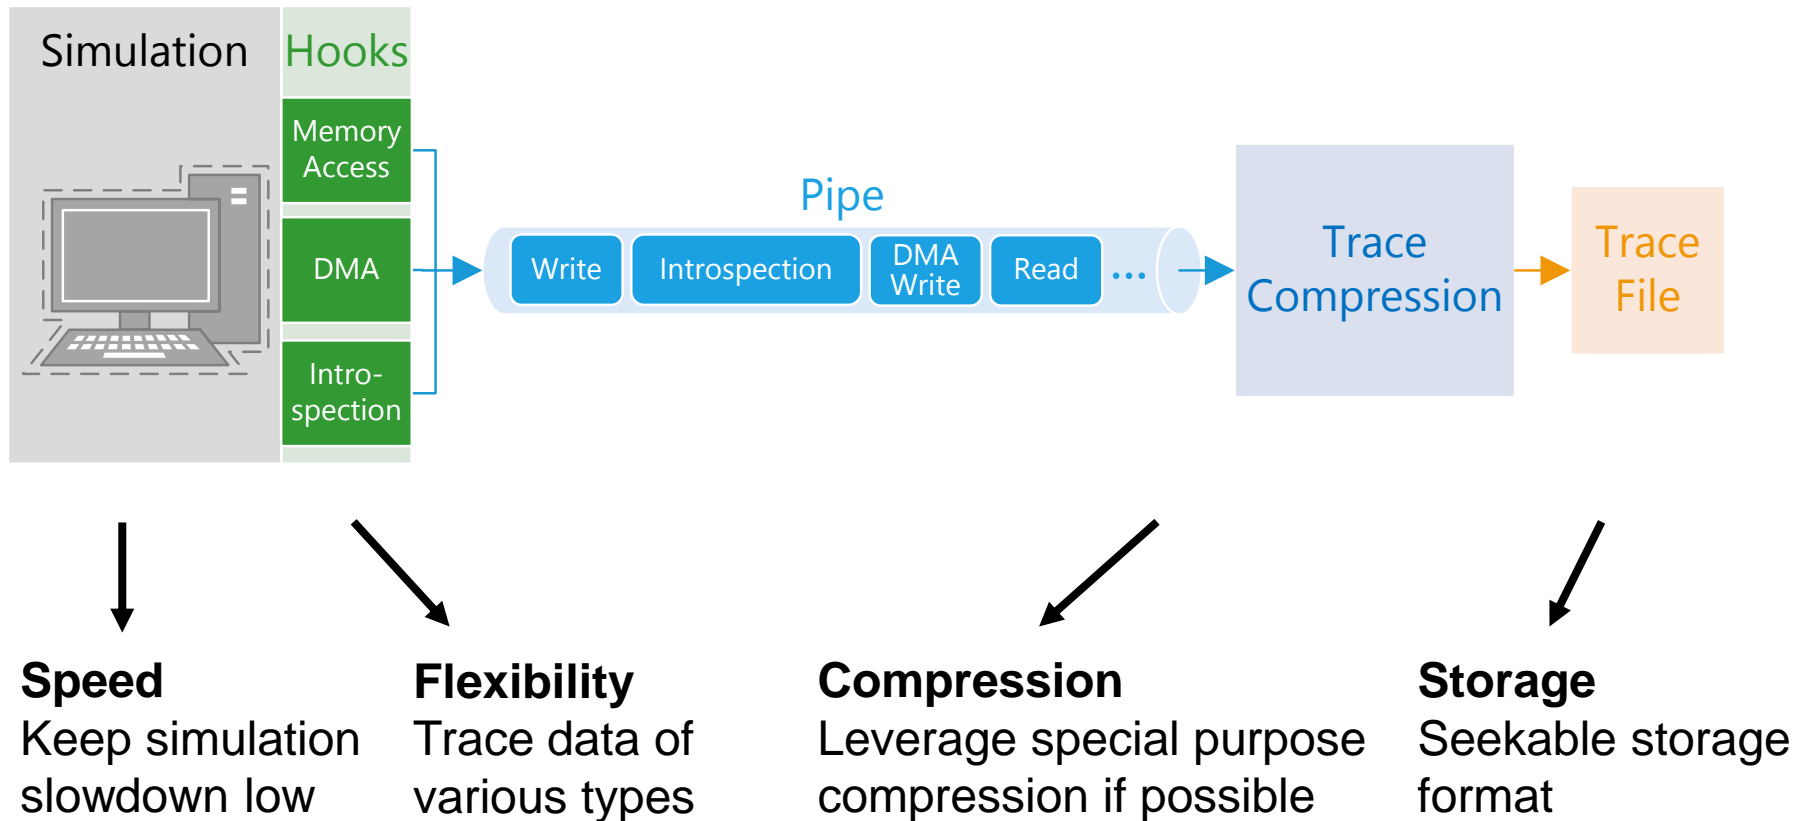 Simulation
Hooks
Memory
Access
DMA
Intro-
spection
Pipe
Write
Introspection
DMA
Write
Read
...
Trace
Compression
Trace
File
Speed
Keep simulation
slowdown low
Flexibility
Trace data of
various types
Compression
Leverage special purpose
compression if possible
Storage
Seekable storage
format